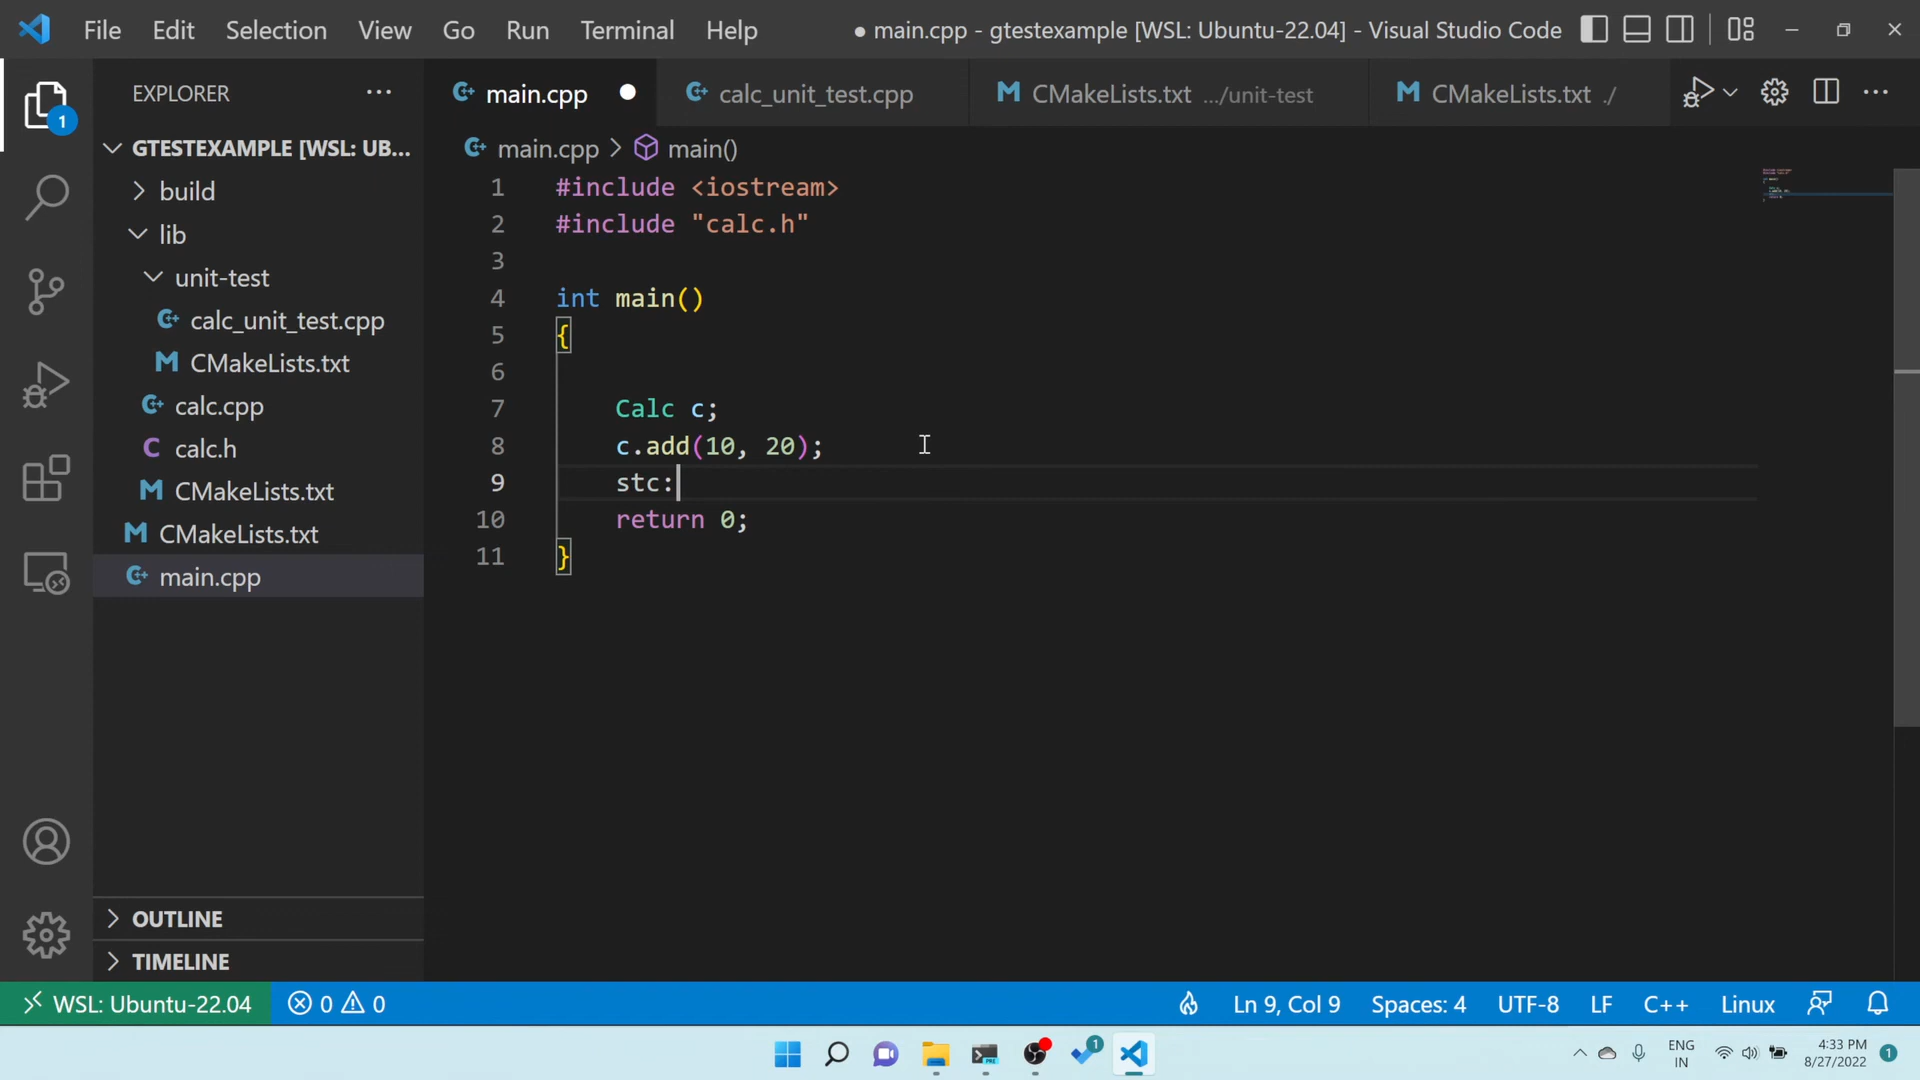 File Edit Selection View Go Run Terminal Help ● main.cpp - gtestexample [WSL: Ubuntu-22.04] - Visual Studio Code
EXPLORER ...
1
GTESTEXAMPLE [WSL: UB...
build
lib
unit-test
calc_unit_test.cpp
CMakeLists.txt
calc.cpp
calc.h
CMakeLists.txt
CMakeLists.txt
main.cpp
OUTLINE
TIMELINE
main.cpp calc_unit_test.cpp CMakeLists.txt .../unit-test CMakeLists.txt ./
main.cpp > main()
1 #include <iostream>
2 #include "calc.h"
3
4 int main()
5 {
6
7 Calc c;
8 c.add(10, 20);
9 stc:
10 return 0;
11 }
WSL: Ubuntu-22.04 0 0 Ln 9, Col 9 Spaces: 4 UTF-8 LF C++ Linux
1
ENG
IN
4:33 PM
8/27/2022
1